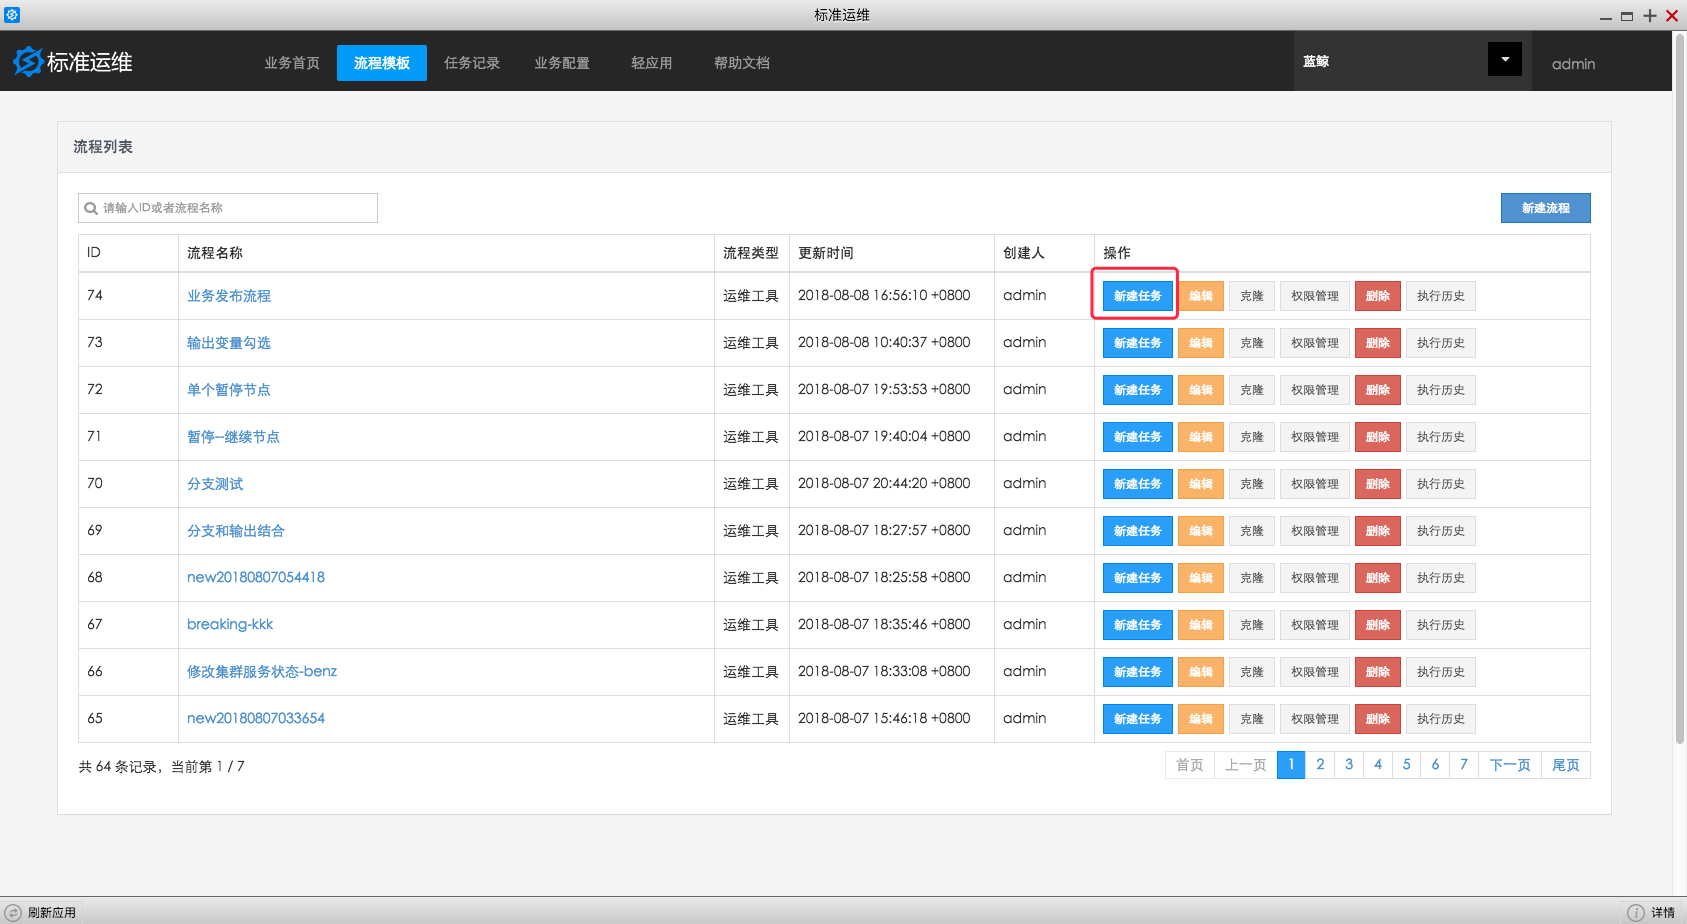 标准运维
标准运维 业务首页 流程模板 任务记录 业务配置 轻应用 帮助文档 蓝鲸 admin
流程列表
请输入ID或者流程名称 新建流程
ID 流程名称 流程类型 更新时间 创建人 操作
74 业务发布流程 运维工具 2018-08-08 16:56:10 +0800 admin 新建任务 编辑 克隆 权限管理 删除 执行历史
73 输出变量勾选 运维工具 2018-08-08 10:40:37 +0800 admin 新建任务 编辑 克隆 权限管理 删除 执行历史
72 单个暂停节点 运维工具 2018-08-07 19:53:53 +0800 admin 新建任务 编辑 克隆 权限管理 删除 执行历史
71 暂停--继续节点 运维工具 2018-08-07 19:40:04 +0800 admin 新建任务 编辑 克隆 权限管理 删除 执行历史
70 分支测试 运维工具 2018-08-07 20:44:20 +0800 admin 新建任务 编辑 克隆 权限管理 删除 执行历史
69 分支和输出结合 运维工具 2018-08-07 18:27:57 +0800 admin 新建任务 编辑 克隆 权限管理 删除 执行历史
68 new20180807054418 运维工具 2018-08-07 18:25:58 +0800 admin 新建任务 编辑 克隆 权限管理 删除 执行历史
67 breaking-kkk 运维工具 2018-08-07 18:35:46 +0800 admin 新建任务 编辑 克隆 权限管理 删除 执行历史
66 修改集群服务状态-benz 运维工具 2018-08-07 18:33:08 +0800 admin 新建任务 编辑 克隆 权限管理 删除 执行历史
65 new20180807033654 运维工具 2018-08-07 15:46:18 +0800 admin 新建任务 编辑 克隆 权限管理 删除 执行历史
共 64 条记录，当前第 1 / 7 首页 上一页 1 2 3 4 5 6 7 下一页 尾页
刷新应用 详情